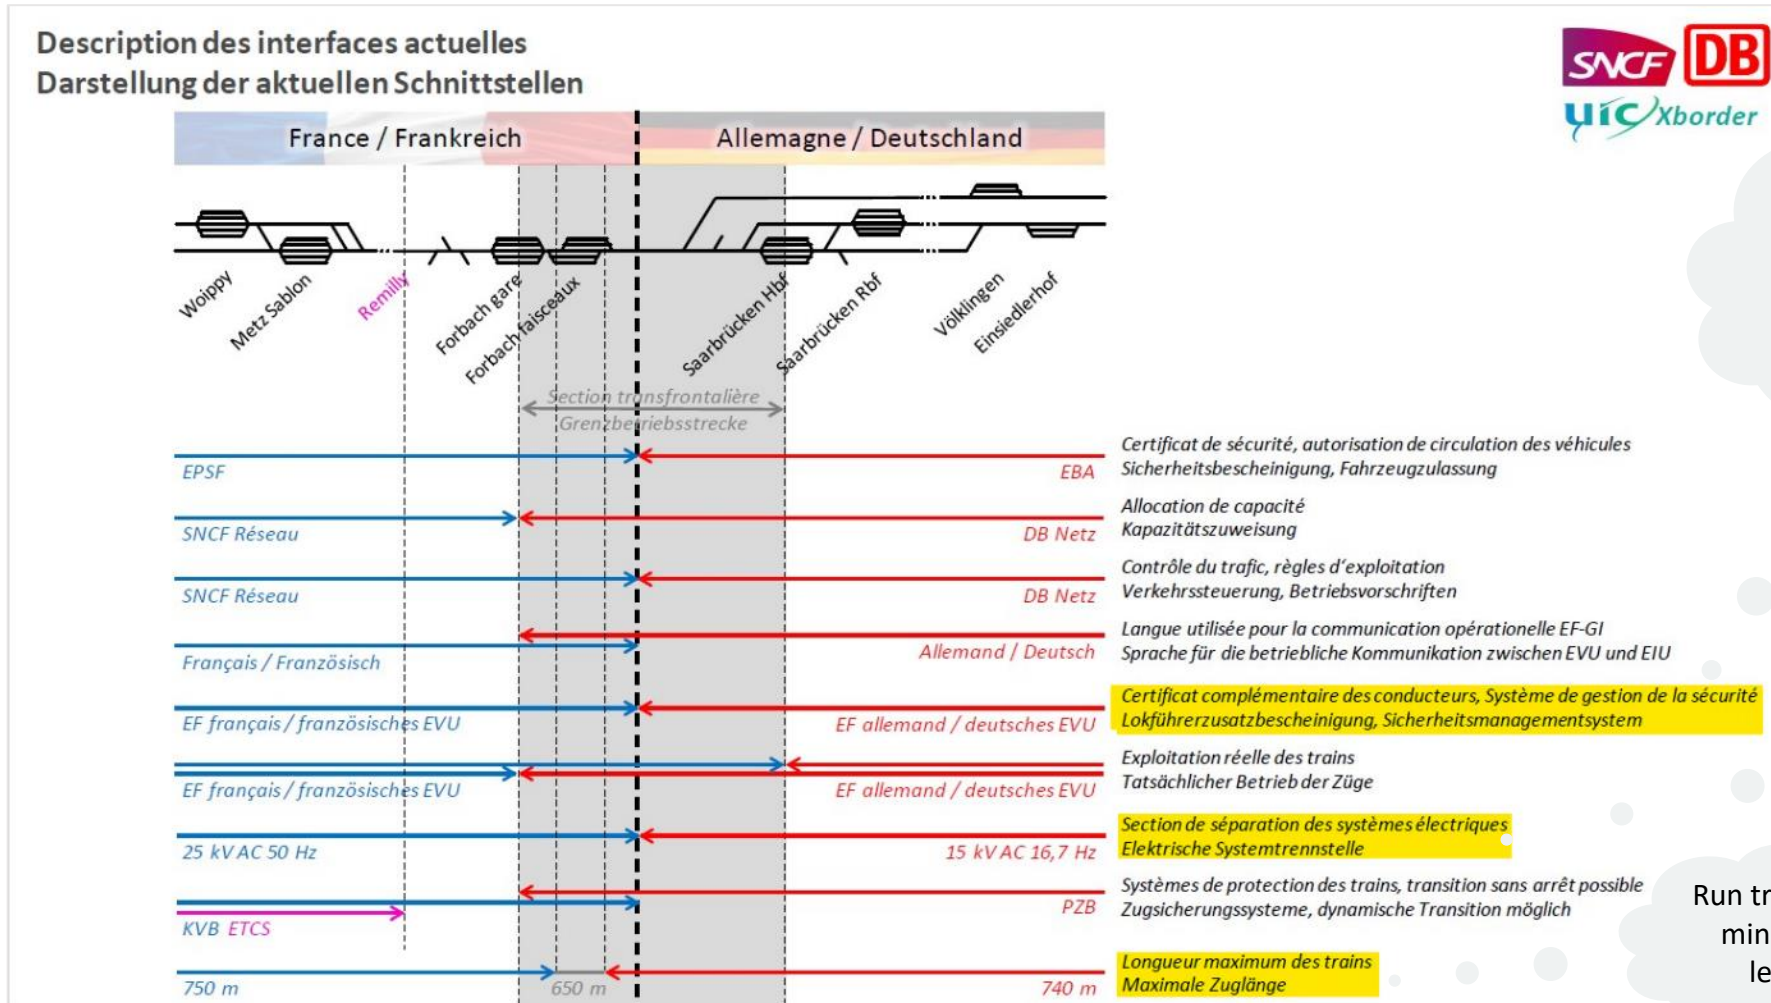 Description des interfaces actuelles
Darstellung der aktuellen Schnittstellen
SNCF DB
UIC Xborder
France / Frankreich
Allemagne / Deutschland
Woippy
Metz Sablon
Remilly
Forbach gare
Forbach faisceaux
Saarbrücken Hbf
Saarbrücken Rbf
Völklingen
Einsiedlerhof
Section transfrontalière
Grenzbetriebsstrecke
EPSF
EBA
Certificat de sécurité, autorisation de circulation des véhicules
Sicherheitsbescheinigung, Fahrzeugzulassung
SNCF Réseau
DB Netz
Allocation de capacité
Kapazitätszuweisung
SNCF Réseau
DB Netz
Contrôle du trafic, règles d'exploitation
Verkehrssteuerung, Betriebsvorschriften
Français / Französisch
Allemand / Deutsch
Langue utilisée pour la communication opérationelle EF-GI
Sprache für die betriebliche Kommunikation zwischen EVU und EIU
EF français / französisches EVU
EF allemand / deutsches EVU
Certificat complémentaire des conducteurs, Système de gestion de la sécurité
Lokführerzusatzbescheinigung, Sicherheitsmanagementsystem
EF français / französisches EVU
EF allemand / deutsches EVU
Exploitation réelle des trains
Tatsächlicher Betrieb der Züge
25 kV AC 50 Hz
15 kV AC 16,7 Hz
Section de séparation des systèmes électriques
Elektrische Systemtrennstelle
KVB ETCS
PZB
Systèmes de protection des trains, transition sans arrêt possible
Zugsicherungssysteme, dynamische Transition möglich
750 m
650 m
740 m
Longueur maximum des trains
Maximale Zuglänge
Run